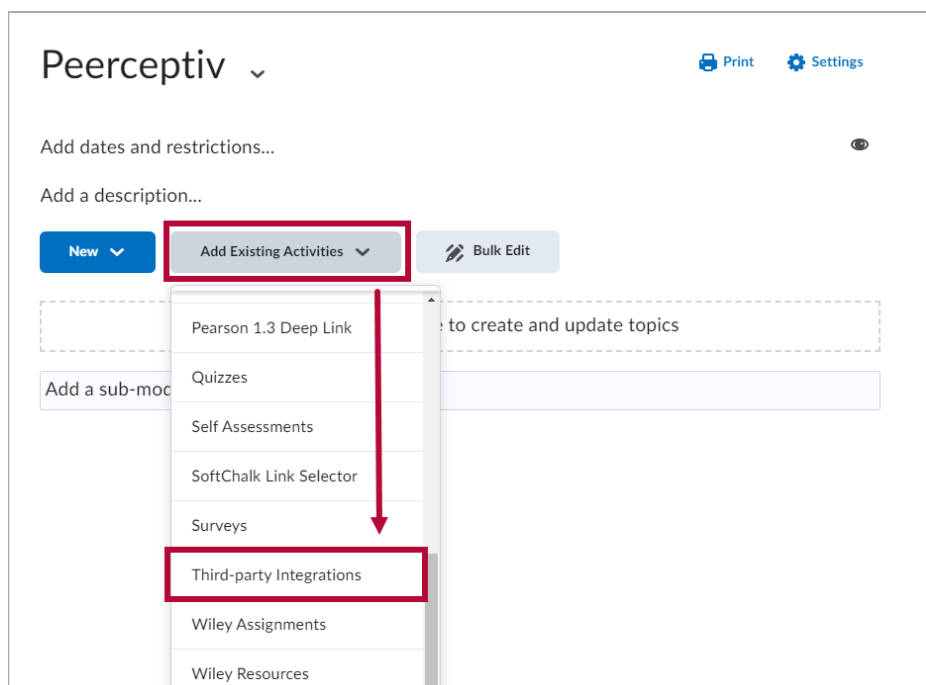 Peerceptiv
Print
Settings
Add dates and restrictions...
Add a description...
New
Add Existing Activities
Bulk Edit
Pearson 1.3 Deep Link
to create and update topics
Quizzes
Add a sub-mod
Self Assessments
SoftChalk Link Selector
Surveys
Third-party Integrations
Wiley Assignments
Wiley Resources